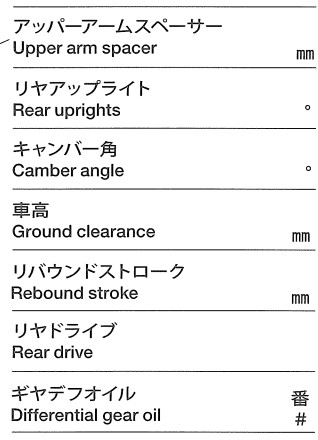 アッパーアームスペーサー
Upper arm spacer mm
リヤアップライト
Rear uprights °
キャンバー角
Camber angle °
車高
Ground clearance mm
リバウンドストローク
Rebound stroke mm
リヤドライブ
Rear drive
ギヤデフオイル 番
Differential gear oil #